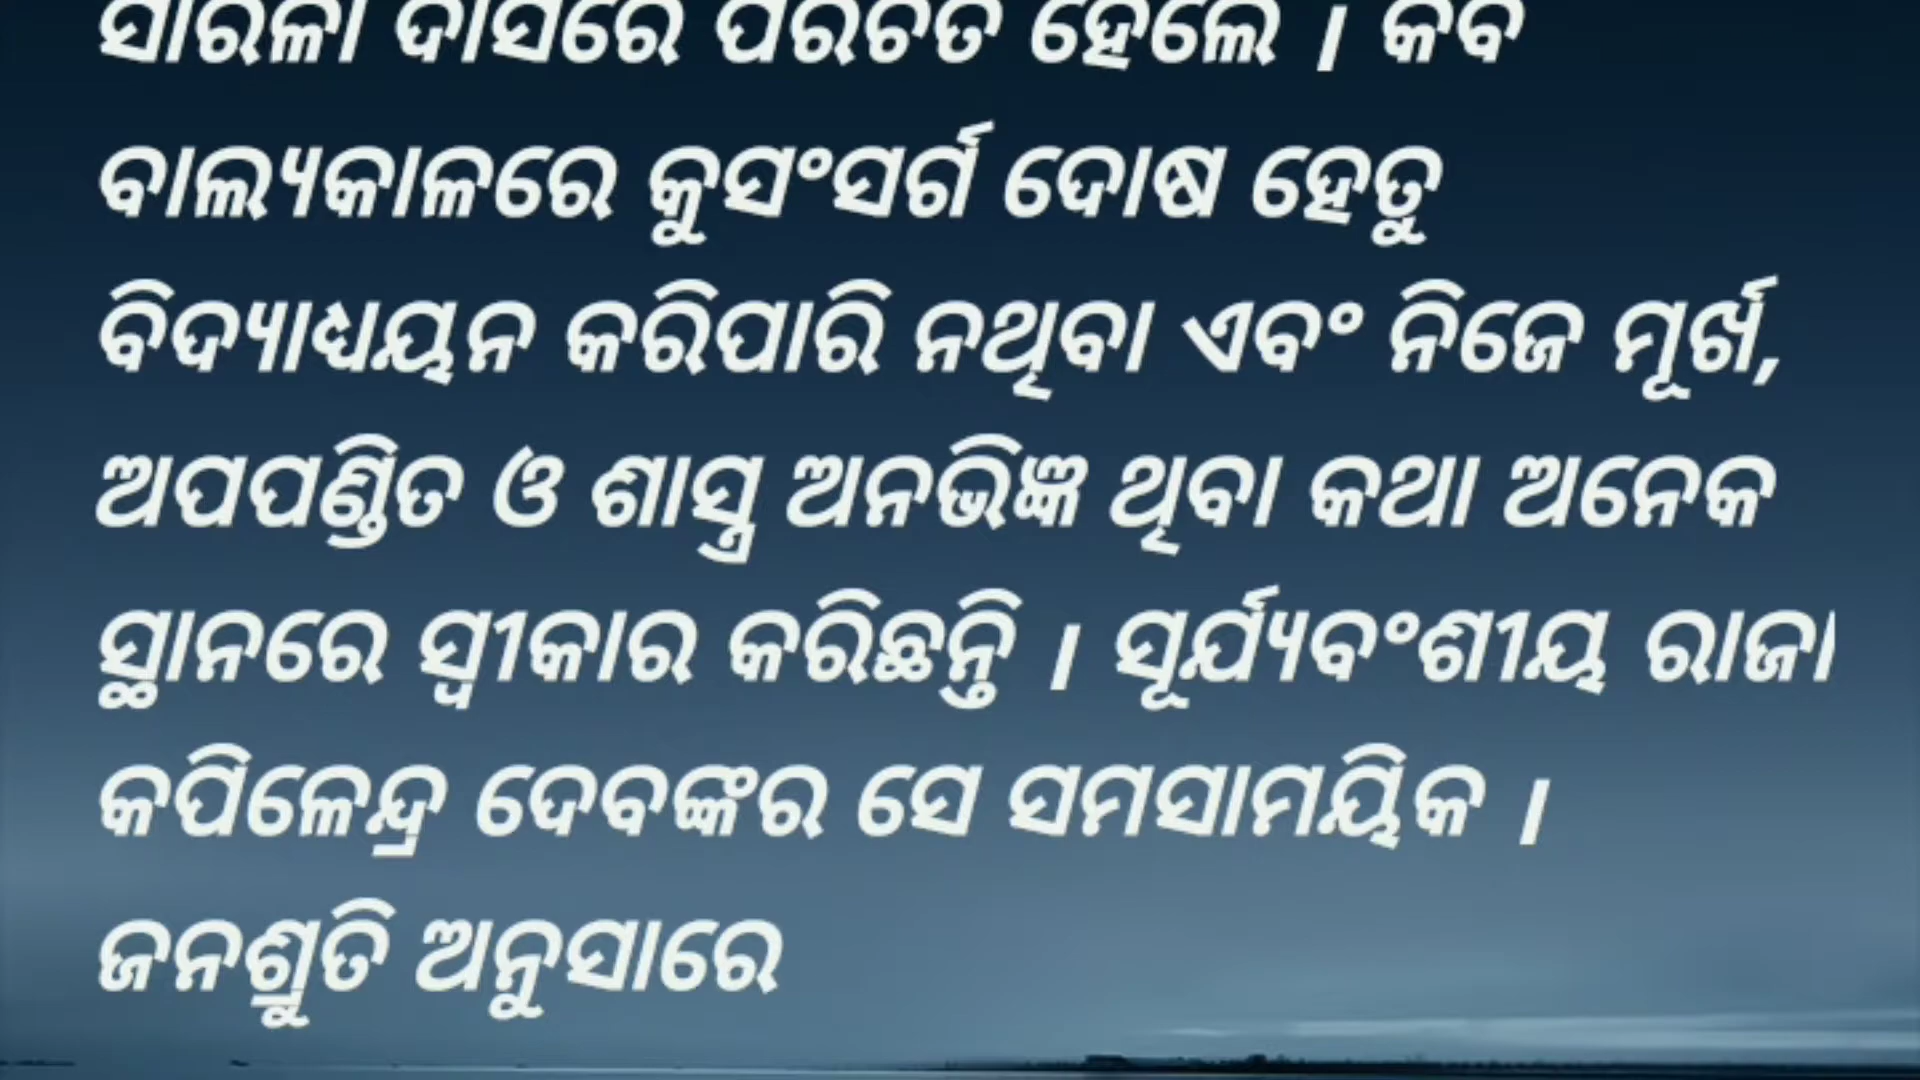 ସାରଳା ଦାସରେ ପରିଚିତ ହେଲେ । କବି
ବାଲ୍ୟକାଳରେ କୁସଂସର୍ଗ ଦୋଷ ହେତୁ
ବିଦ୍ୟାଧ୍ୟୟନ କରିପାରି ନଥିବା ଏବଂ ନିଜେ ମୂର୍ଖ,
ଅପପଣ୍ଡିତ ଓ ଶାସ୍ତ୍ର ଅନଭିଜ୍ଞ ଥିବା କଥା ଅନେକ
ସ୍ଥାନରେ ସ୍ୱୀକାର କରିଛନ୍ତି । ସୂର୍ଯ୍ୟବଂଶୀୟ ରାଜା
କପିଳେନ୍ଦ୍ର ଦେବଙ୍କର ସେ ସମସାମୟିକ ।
ଜନଶ୍ରୁତି ଅନୁସାରେ